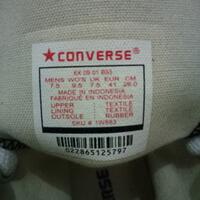 ★ CONVERSE®
MENS WO'S UK EUR CM
7.5 9.5 7.5 41 26.0
MADE IN INDONESIA
FABRIQUÉ EN INDONESIA
UPPER : TEXTILE
LINING : TEXTILE
OUTSOLE : RUBBER
SKU # 1W883
022865125797